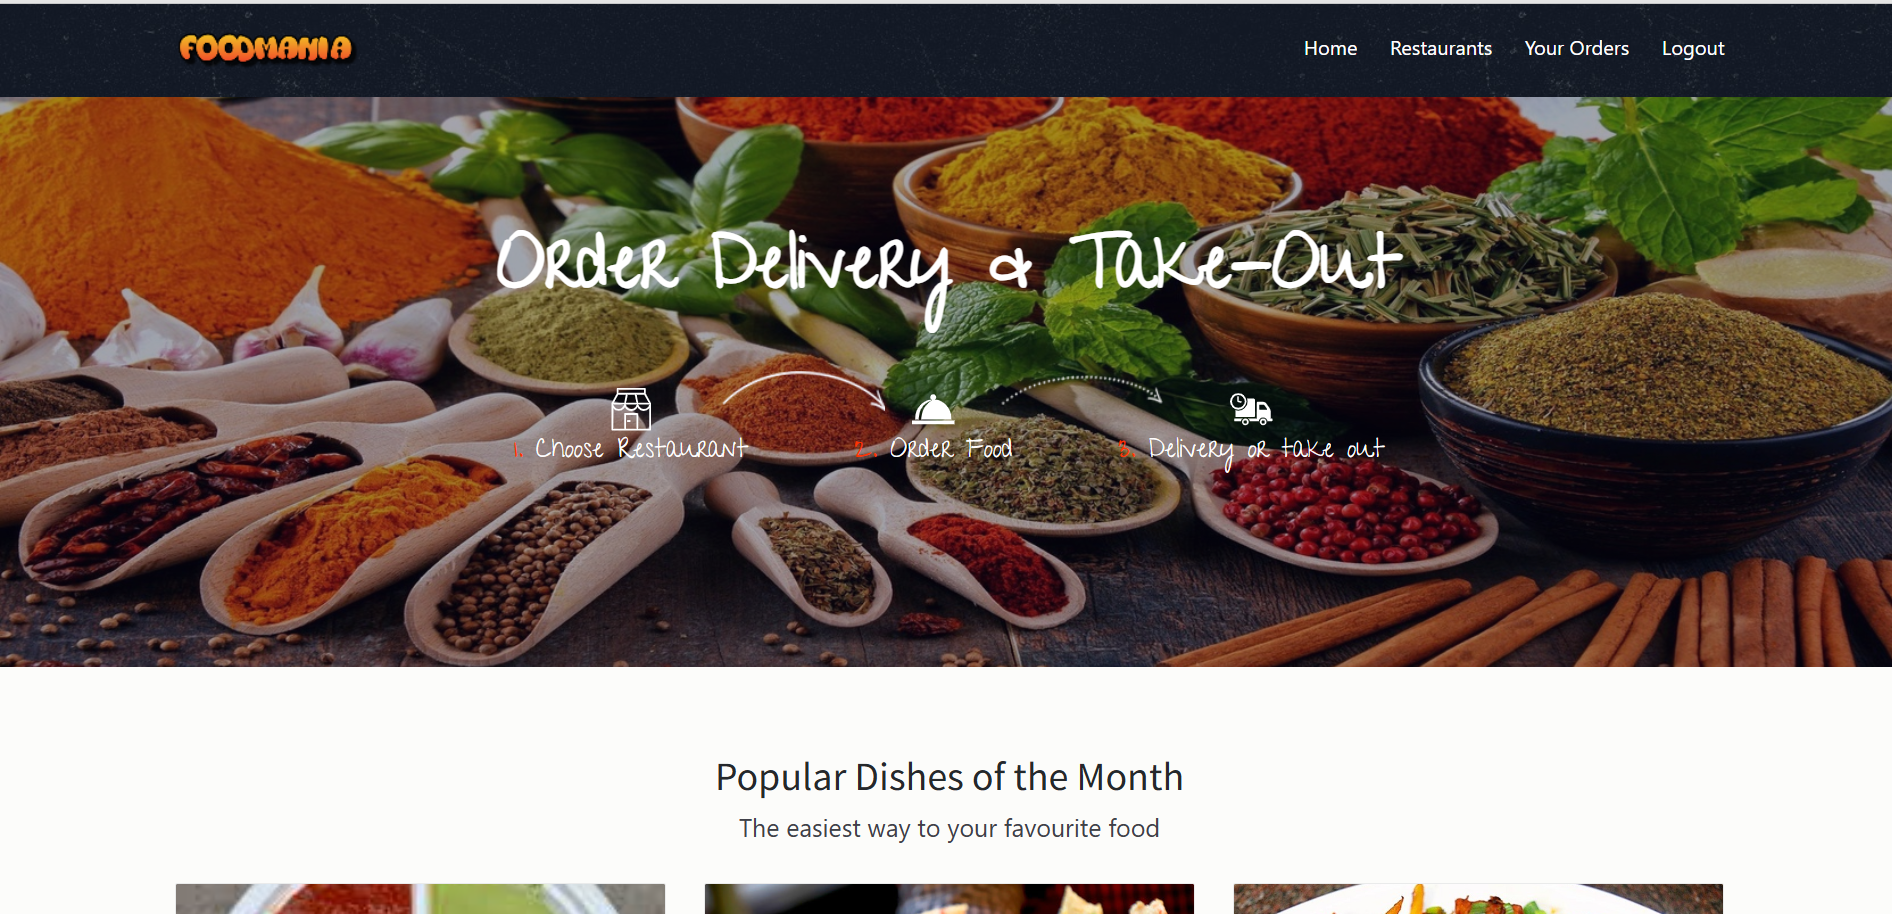 FOODMANIA
Home Restaurants Your Orders Logout
Order Delivery & Take-Out
1. Choose Restaurant 2. Order Food 3. Delivery or take out
Popular Dishes of the Month
The easiest way to your favourite food